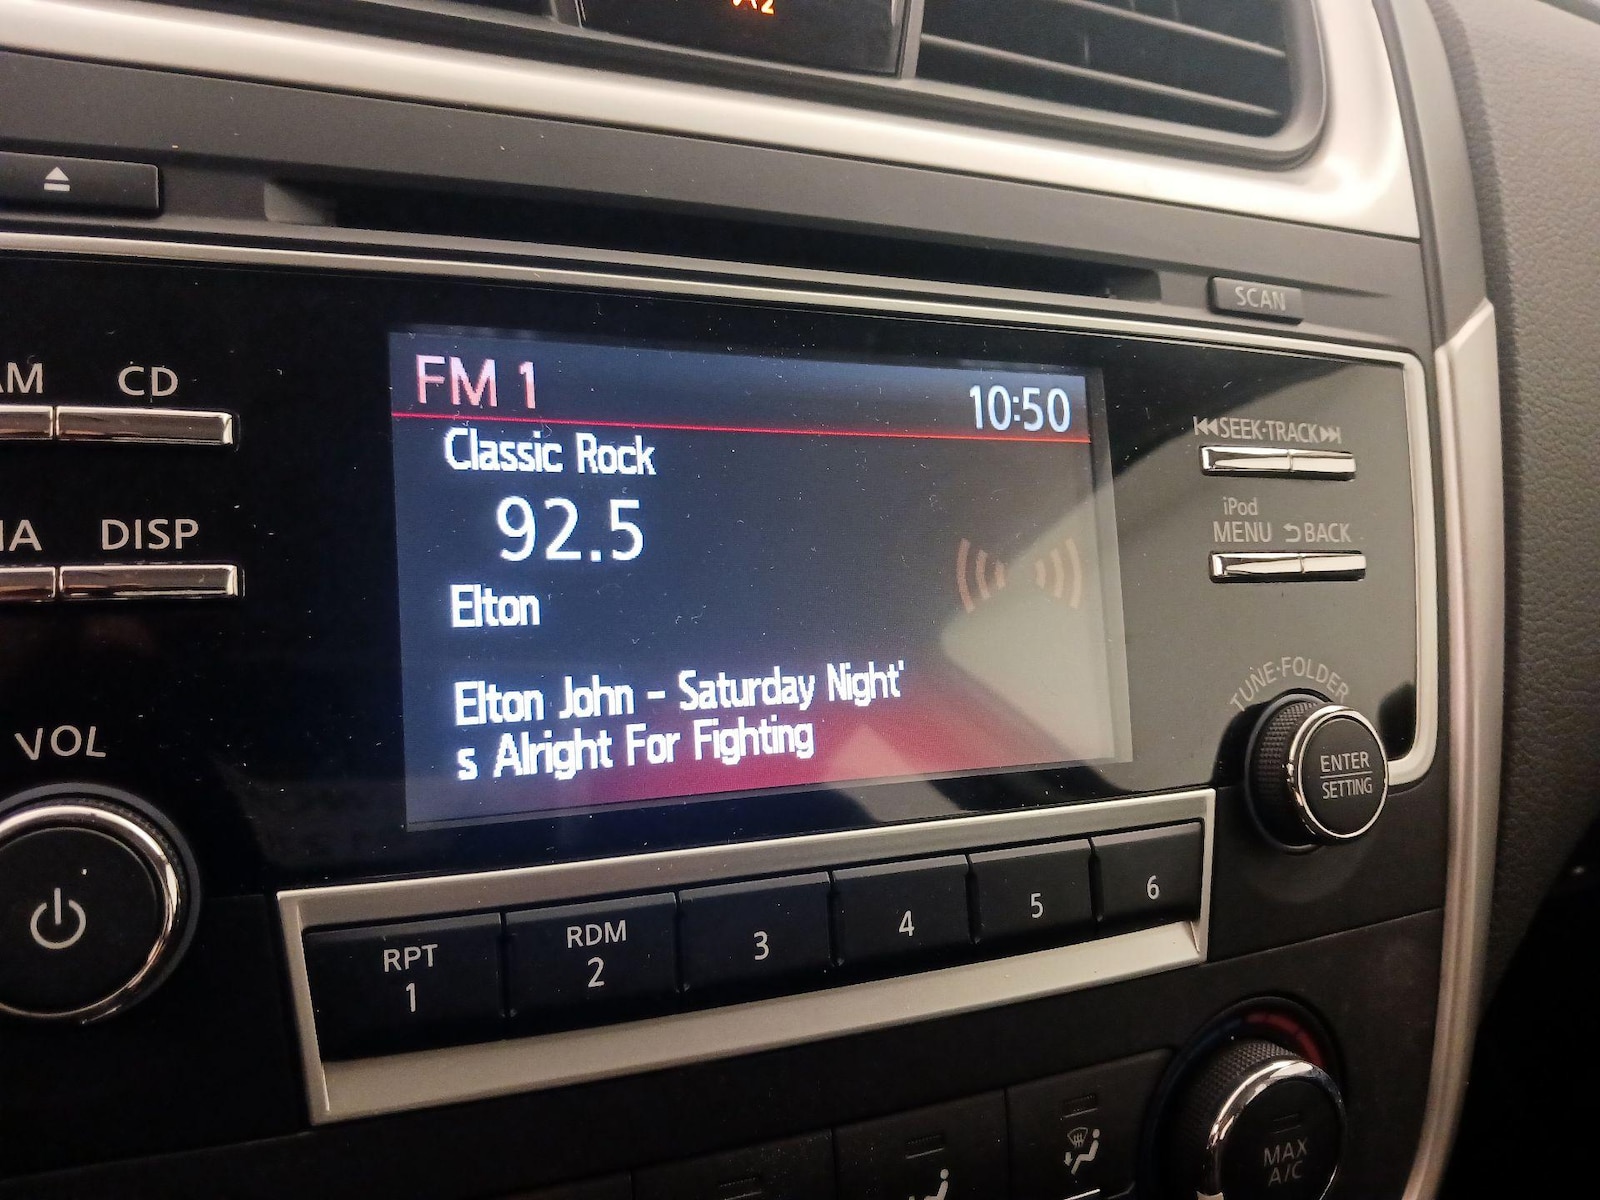 SCAN
CD
FM 1
10:50
SEEK·TRACK
Classic Rock
92.5
iPod
MENU BACK
DISP
Elton
Elton John - Saturday Night'
s Alright For Fighting
TUNE·FOLDER
VOL
ENTER
SETTING
RPT
1
RDM
2
3
4
5
6
MAX
A/C